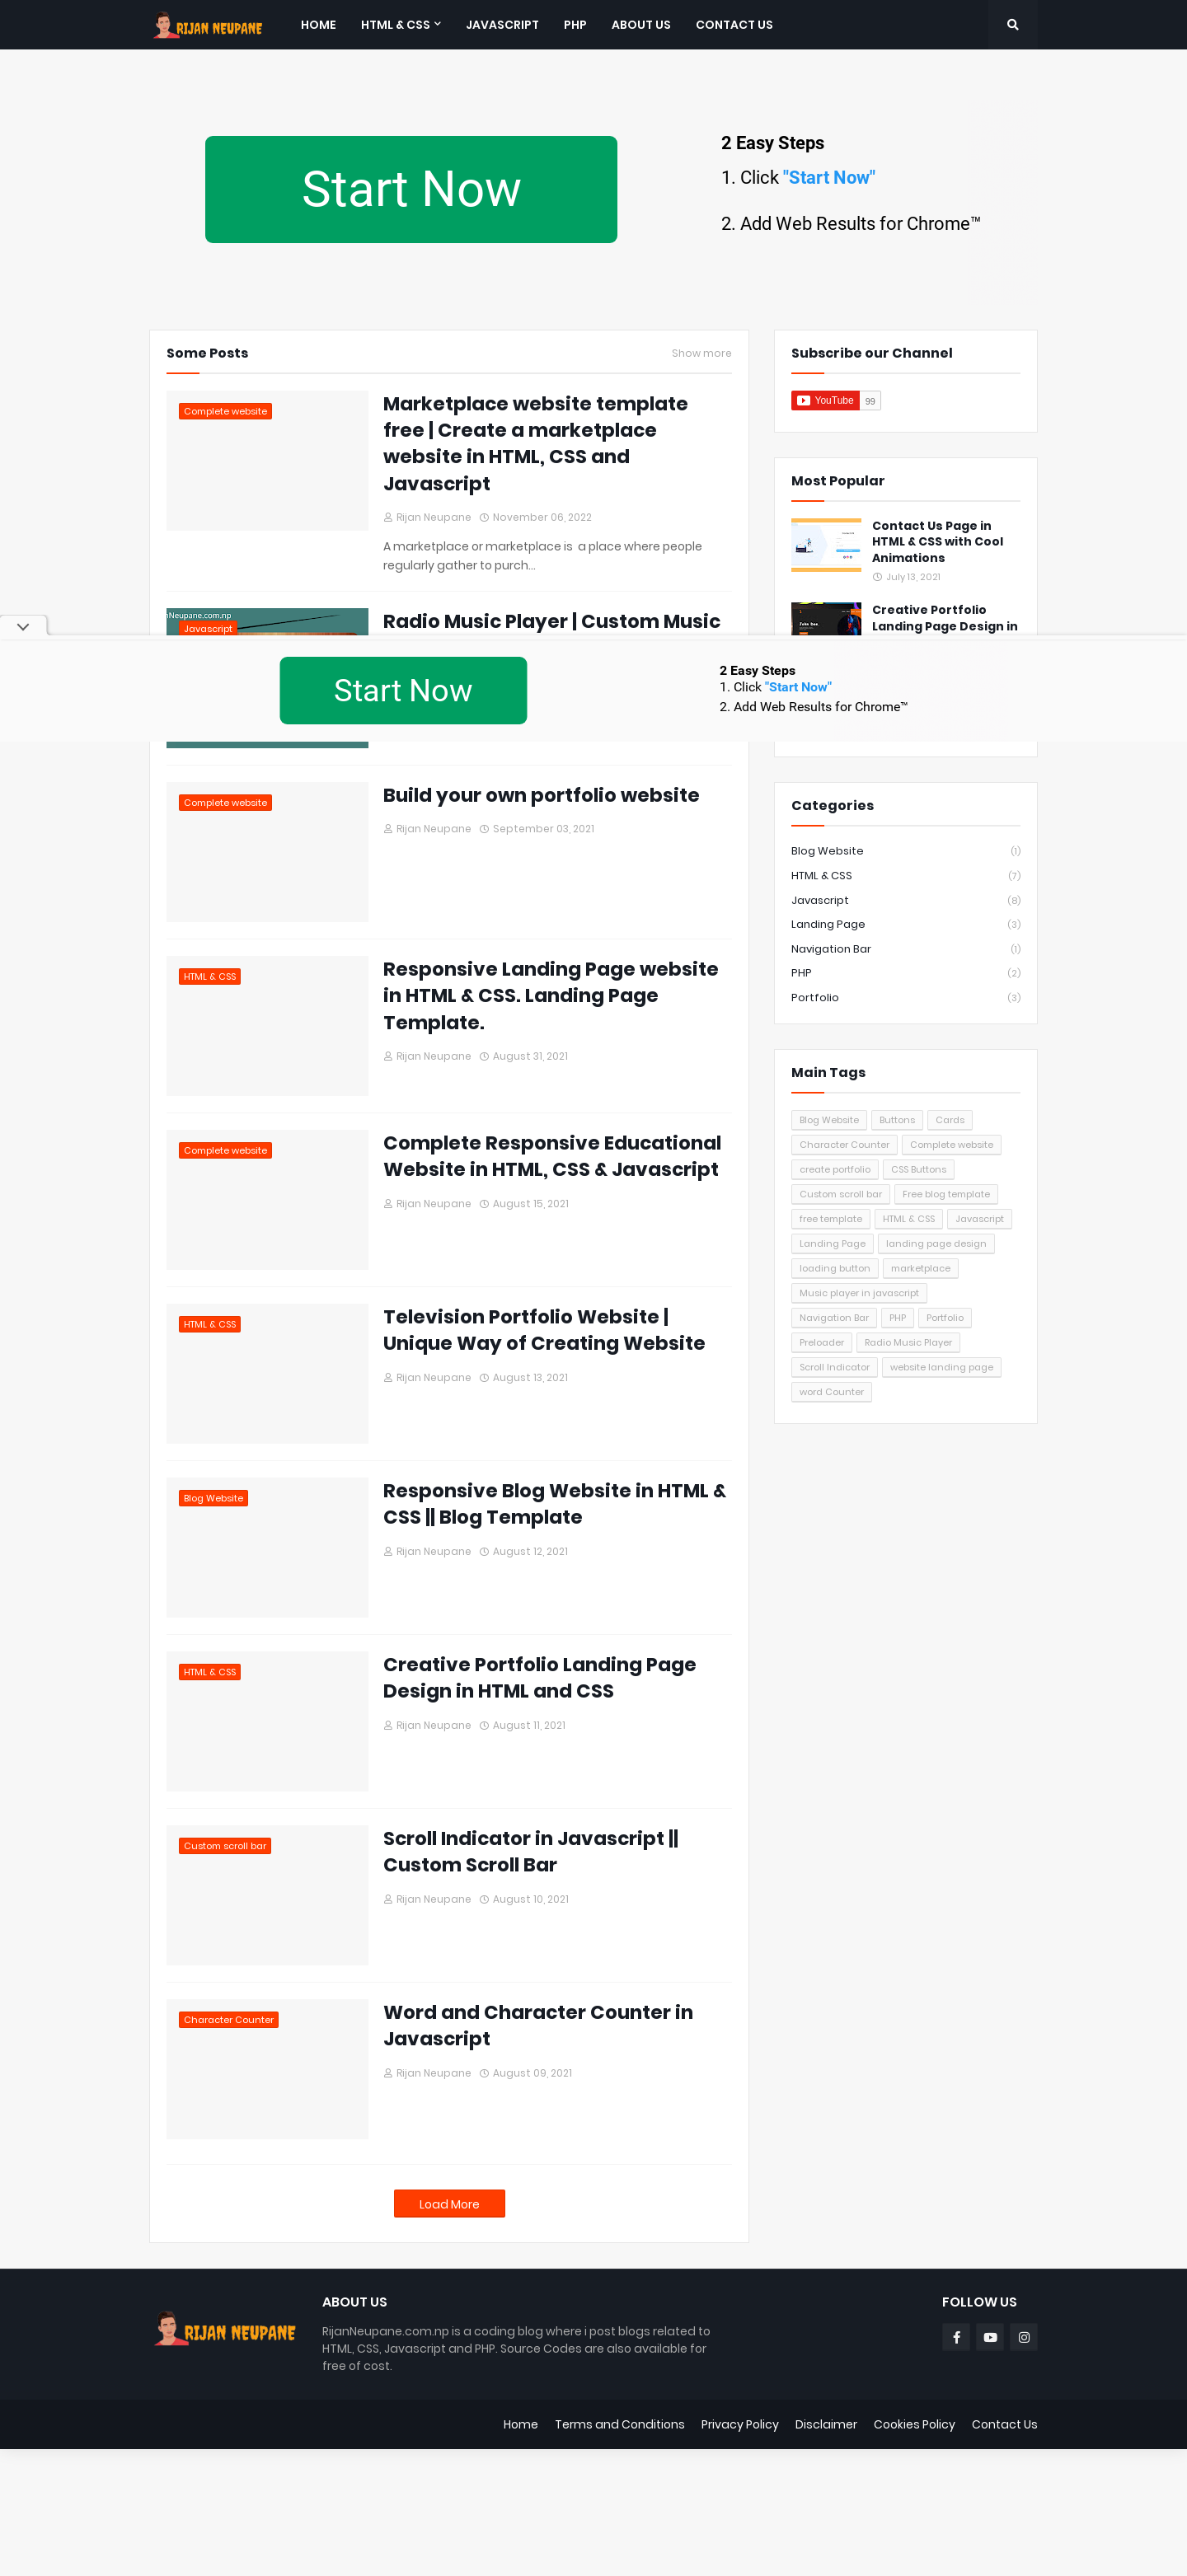 RIJAN NEUPANE
HOME
HTML & CSS
JAVASCRIPT
PHP
ABOUT US
CONTACT US
Start Now
2 Easy Steps
1. Click "Start Now"
2. Add Web Results for Chrome™
Some Posts
Show more
Complete website
Marketplace website template
free | Create a marketplace
website in HTML, CSS and
Javascript
Rijan Neupane November 06, 2022
A marketplace or marketplace is a place where people
regularly gather to purch...
nNeupane.com.np
Javascript
Radio Music Player | Custom Music
Start Now
2 Easy Steps
1. Click "Start Now"
2. Add Web Results for Chrome™
Complete website
Build your own portfolio website
Rijan Neupane September 03, 2021
HTML & CSS
Responsive Landing Page website
in HTML & CSS. Landing Page
Template.
Rijan Neupane August 31, 2021
Complete website
Complete Responsive Educational
Website in HTML, CSS & Javascript
Rijan Neupane August 15, 2021
HTML & CSS
Television Portfolio Website |
Unique Way of Creating Website
Rijan Neupane August 13, 2021
Blog Website
Responsive Blog Website in HTML &
CSS || Blog Template
Rijan Neupane August 12, 2021
HTML & CSS
Creative Portfolio Landing Page
Design in HTML and CSS
Rijan Neupane August 11, 2021
Custom scroll bar
Scroll Indicator in Javascript ||
Custom Scroll Bar
Rijan Neupane August 10, 2021
Character Counter
Word and Character Counter in
Javascript
Rijan Neupane August 09, 2021
Load More
Subscribe our Channel
YouTube 99
Most Popular
Contact Us Page in
HTML & CSS with Cool
Animations
July 13, 2021
Creative Portfolio
Landing Page Design in
Categories
Blog Website (1)
HTML & CSS (7)
Javascript (8)
Landing Page (3)
Navigation Bar (1)
PHP (2)
Portfolio (3)
Main Tags
Blog Website Buttons Cards
Character Counter Complete website
create portfolio CSS Buttons
Custom scroll bar Free blog template
free template HTML & CSS Javascript
Landing Page landing page design
loading button marketplace
Music player in javascript
Navigation Bar PHP Portfolio
Preloader Radio Music Player
Scroll Indicator website landing page
word Counter
RIJAN NEUPANE
ABOUT US
RijanNeupane.com.np is a coding blog where i post blogs related to
HTML, CSS, Javascript and PHP. Source Codes are also available for
free of cost.
FOLLOW US
Home Terms and Conditions Privacy Policy Disclaimer Cookies Policy Contact Us